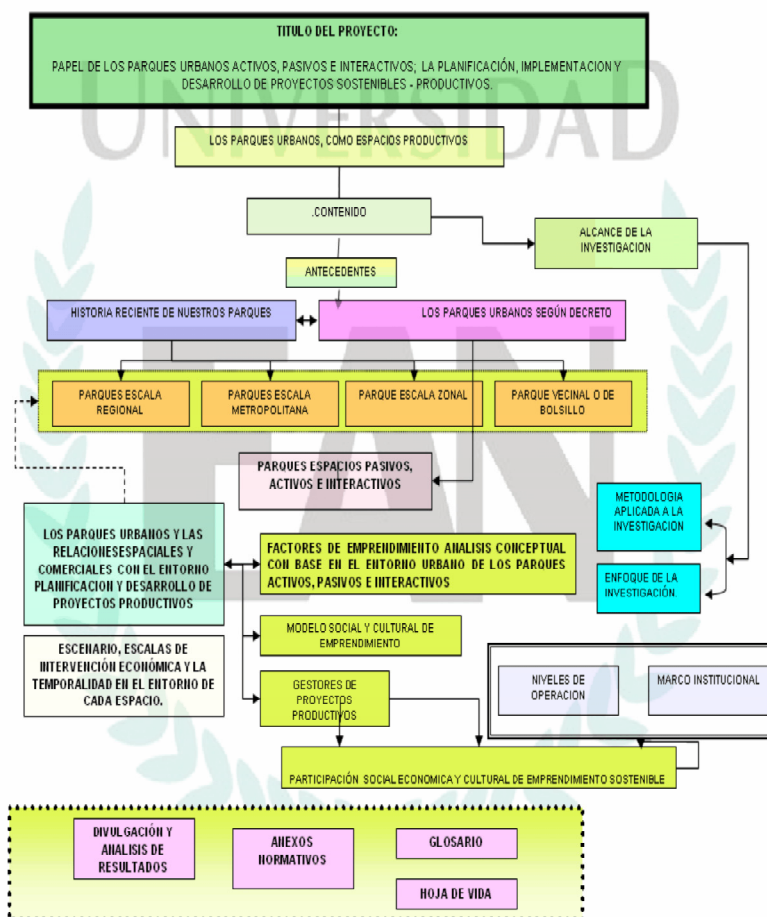 TITULO DEL PROYECTO:
PAPEL DE LOS PARQUES URBANOS ACTIVOS, PASIVOS E INTERACTIVOS; LA PLANIFICACIÓN, IMPLEMENTACION Y
DESARROLLO DE PROYECTOS SOSTENIBLES - PRODUCTIVOS.
UNIVERSIDAD
LOS PARQUES URBANOS, COMO ESPACIOS PRODUCTIVOS
.CONTENIDO
ALCANCE DE LA
INVESTIGACION
ANTECEDENTES
HISTORIA RECIENTE DE NUESTROS PARQUES
LOS PARQUES URBANOS SEGÚN DECRETO
EAN
PARQUES ESCALA
REGIONAL
PARQUES ESCALA
METROPOLITANA
PARQUE ESCALA ZONAL
PARQUE VECINAL O DE
BOLSILLO
PARQUES ESPACIOS PASIVOS,
ACTIVOS E INTERACTIVOS
METODOLOGIA
APLICADA A LA
INVESTIGACION
LOS PARQUES URBANOS Y LAS
RELACIONESESPACIALES Y
COMERCIALES CON EL ENTORNO
PLANIFICACION Y DESARROLLO DE
PROYECTOS PRODUCTIVOS
FACTORES DE EMPRENDIMIENTO ANALISIS CONCEPTUAL
CON BASE EN EL ENTORNO URBANO DE LOS PARQUES
ACTIVOS, PASIVOS E INTERACTIVOS
ENFOQUE DE LA
INVESTIGACIÓN.
MODELO SOCIAL Y CULTURAL DE
EMPRENDIMIENTO
ESCENARIO, ESCALAS DE
INTERVENCIÓN ECONÓMICA Y LA
TEMPORALIDAD EN EL ENTORNO DE
CADA ESPACIO.
GESTORES DE
PROYECTOS
PRODUCTIVOS
NIVELES DE
OPERACION
MARCO INSTITUCIONAL
PARTICIPACIÓN SOCIAL ECONOMICA Y CULTURAL DE EMPRENDIMIENTO SOSTENIBLE
DIVULGACIÓN Y
ANALISIS DE
RESULTADOS
ANEXOS
NORMATIVOS
GLOSARIO
HOJA DE VIDA